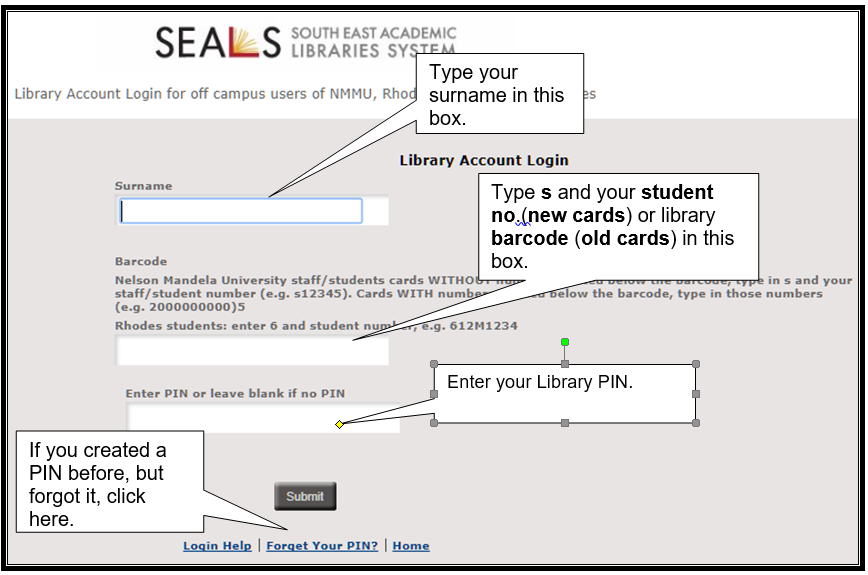 SEALS SOUTH EAST ACADEMIC
LIBRARIES SYSTEM
Library Account Login for off campus users of NMMU, Rhod es
Type your
surname in this
box.
Library Account Login
Surname
Type s and your student
no.(new cards) or library
barcode (old cards) in this
box.
Barcode
Nelson Mandela University staff/students cards WITHOUT below the barcode, type in s and your
staff/student number (e.g. s12345). Cards WITH number below the barcode, type in those numbers
(e.g. 2000000000)5
Rhodes students: enter 6 and student number, e.g. 612M1234
Enter PIN or leave blank if no PIN
Enter your Library PIN.
If you created a
PIN before, but
forgot it, click
here.
Submit
Login Help | Forget Your PIN? | Home